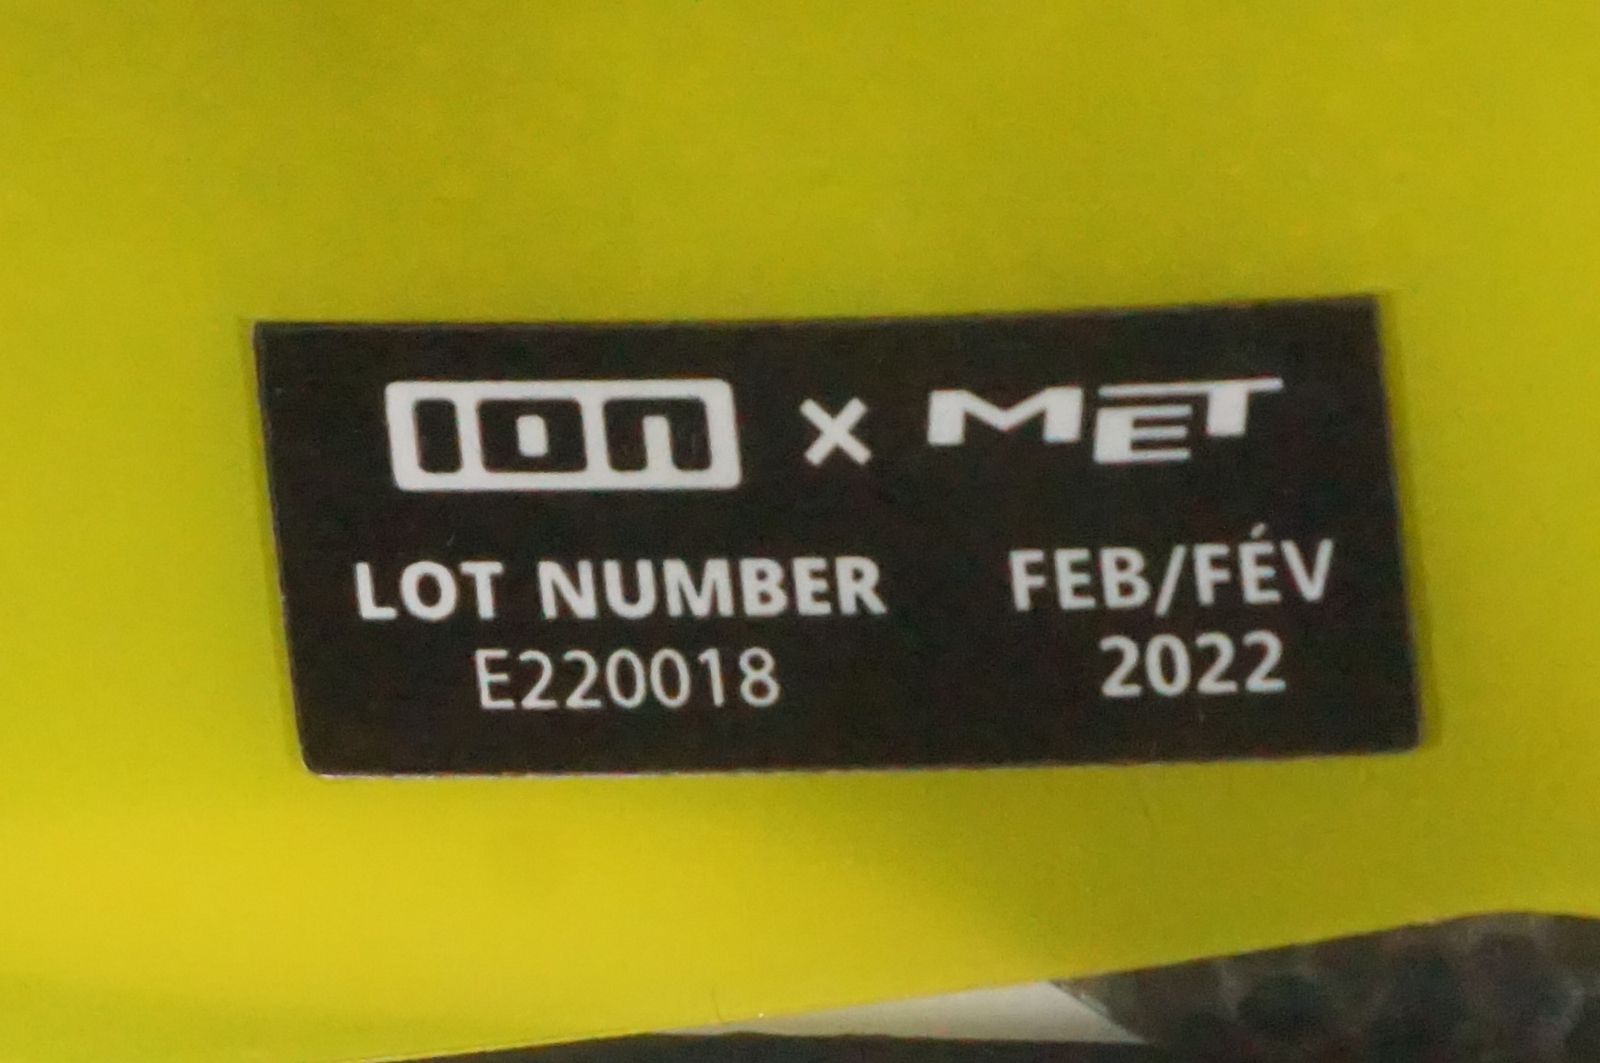 ION x MET
LOT NUMBER FEB/FÉV
E220018 2022